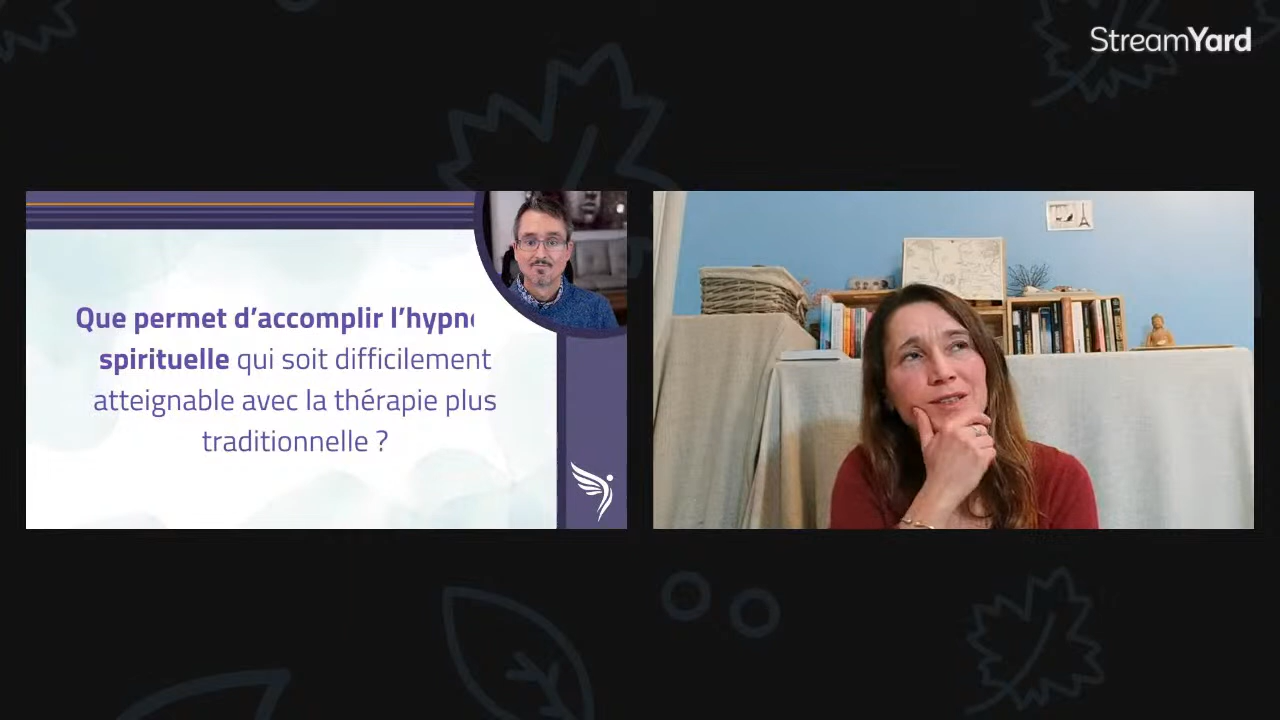 StreamYard
Que permet d'accomplir l'hypn
spirituelle qui soit difficilement
atteignable avec la thérapie plus
traditionnelle ?